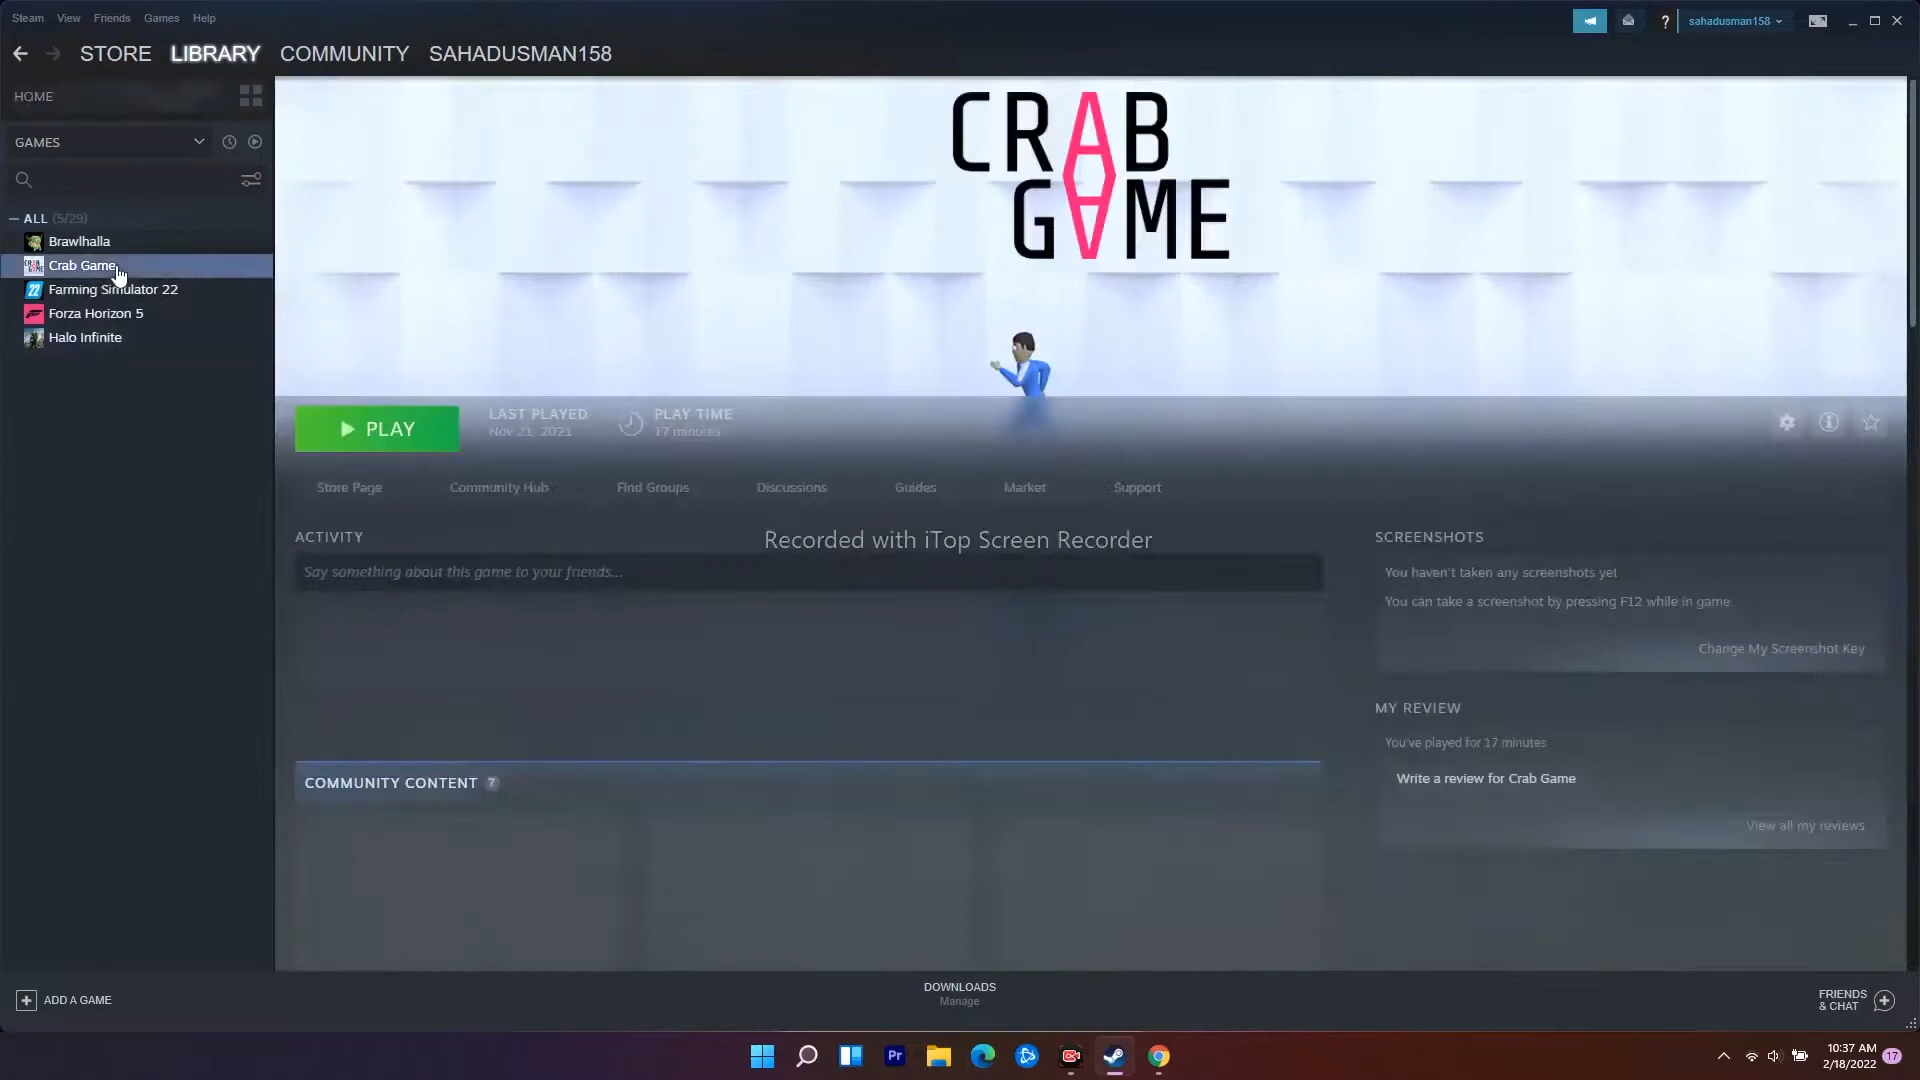 Steam View Friends Games Help
sahadusman158
STORE LIBRARY COMMUNITY SAHADUSMAN158
HOME
GAMES
ALL (5/29)
Brawlhalla
Crab Game
Farming Simulator 22
Forza Horizon 5
Halo Infinite
CRAB
GAME
PLAY
LAST PLAYED
Nov 21, 2021
PLAY TIME
17 minutes
Store Page Community Hub Find Groups Discussions Guides Market Support
ACTIVITY
Recorded with iTop Screen Recorder
Say something about this game to your friends...
SCREENSHOTS
You haven't taken any screenshots yet
You can take a screenshot by pressing F12 while in game.
Change My Screenshot Key
MY REVIEW
You've played for 17 minutes
Write a review for Crab Game
View all my reviews
COMMUNITY CONTENT 7
ADD A GAME
DOWNLOADS
Manage
FRIENDS
& CHAT
Pr
10:37 AM
2/18/2022
17